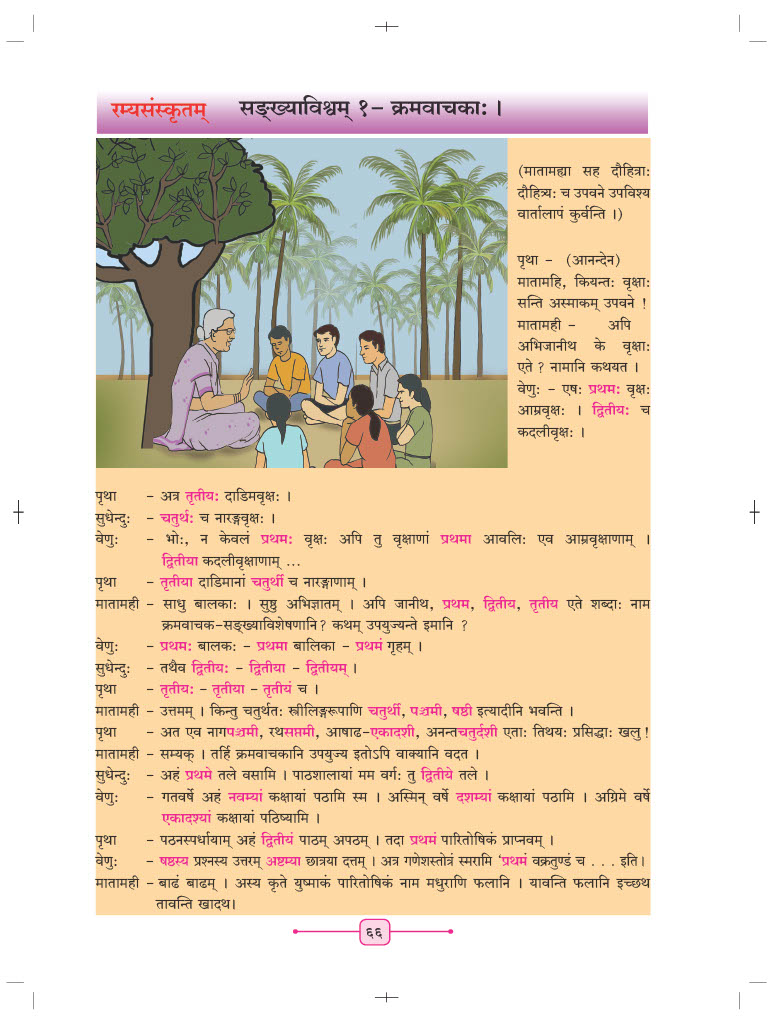 रम्यसंस्कृतम् सङ्ख्याविश्वम् १– क्रमवाचकाः ।
(मातामह्या सह दौहित्राः
दौहित्र्यः च उपवने उपविश्य
वार्तालापं कुर्वन्ति ।)
पृथा – (आनन्देन)
मातामहि, कियन्तः वृक्षाः
सन्ति अस्माकम् उपवने !
मातामही – अपि
अभिजानीथ के वृक्षाः
एते ? नामानि कथयत ।
वेणुः – एषः प्रथमः वृक्षः
आम्रवृक्षः । द्वितीयः च
कदलीवृक्षः ।
पृथा – अत्र तृतीयः दाडिमवृक्षः ।
सुधेन्दुः – चतुर्थः च नारङ्गवृक्षः ।
वेणुः – भोः, न केवलं प्रथमः वृक्षः अपि तु वृक्षाणां प्रथमा आवलिः एव आम्रवृक्षाणाम् ।
द्वितीया कदलीवृक्षाणाम् ...
पृथा – तृतीया दाडिमानां चतुर्थी च नारङ्गाणाम् ।
मातामही – साधु बालकाः । सुष्ठु अभिज्ञातम् । अपि जानीथ, प्रथम, द्वितीय, तृतीय एते शब्दाः नाम
क्रमवाचक-सङ्ख्याविशेषणानि? कथम् उपयुज्यन्ते इमानि ?
वेणुः – प्रथमः बालकः – प्रथमा बालिका – प्रथमं गृहम् ।
सुधेन्दुः – तथैव द्वितीयः – द्वितीया – द्वितीयम् ।
पृथा – तृतीयः – तृतीया – तृतीयं च ।
मातामही – उत्तमम् । किन्तु चतुर्थतः स्त्रीलिङ्गरूपाणि चतुर्थी, पञ्चमी, षष्ठी इत्यादीनि भवन्ति ।
पृथा – अत एव नागपञ्चमी, रथसप्तमी, आषाढ-एकादशी, अनन्तचतुर्दशी एताः तिथयः प्रसिद्धाः खलु!
मातामही – सम्यक् । तर्हि क्रमवाचकानि उपयुज्य इतोऽपि वाक्यानि वदत ।
सुधेन्दुः – अहं प्रथमे तले वसामि । पाठशालायां मम वर्गः तु द्वितीये तले ।
वेणुः – गतवर्षे अहं नवम्यां कक्षायां पठामि स्म । अस्मिन् वर्षे दशम्यां कक्षायां पठामि । अग्रिमे वर्षे
एकादश्यां कक्षायां पठिष्यामि ।
पृथा – पठनस्पर्धायाम् अहं द्वितीयं पाठम् अपठम् । तदा प्रथमं पारितोषिकं प्राप्नवम् ।
वेणुः – षष्ठस्य प्रश्नस्य उत्तरम् अष्टम्या छात्रया दत्तम् । अत्र गणेशस्तोत्रं स्मरामि ‘प्रथमं वक्रतुण्डं च . . . इति।
मातामही – बाढं बाढम् । अस्य कृते युष्माकं पारितोषिकं नाम मधुराणि फलानि । यावन्ति फलानि इच्छथ
तावन्ति खादथ।
६६